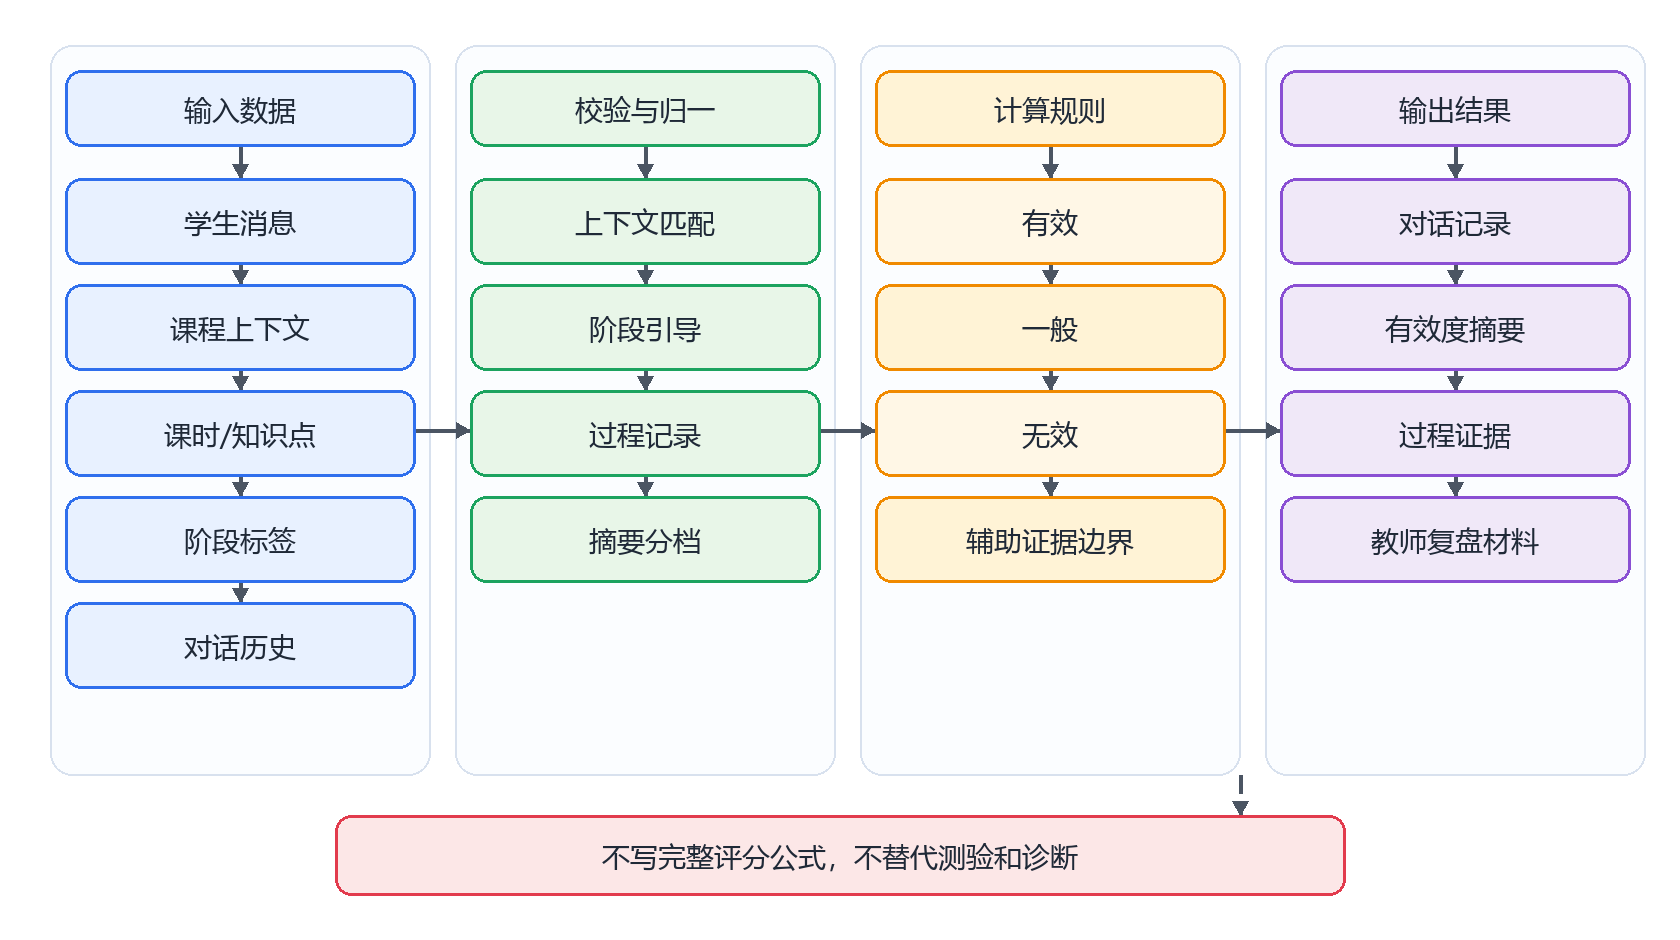 输入数据
学生消息
课程上下文
课时/知识点
阶段标签
对话历史
校验与归一
上下文匹配
阶段引导
过程记录
摘要分档
计算规则
有效
一般
无效
辅助证据边界
输出结果
对话记录
有效度摘要
过程证据
教师复盘材料
不写完整评分公式，不替代测验和诊断